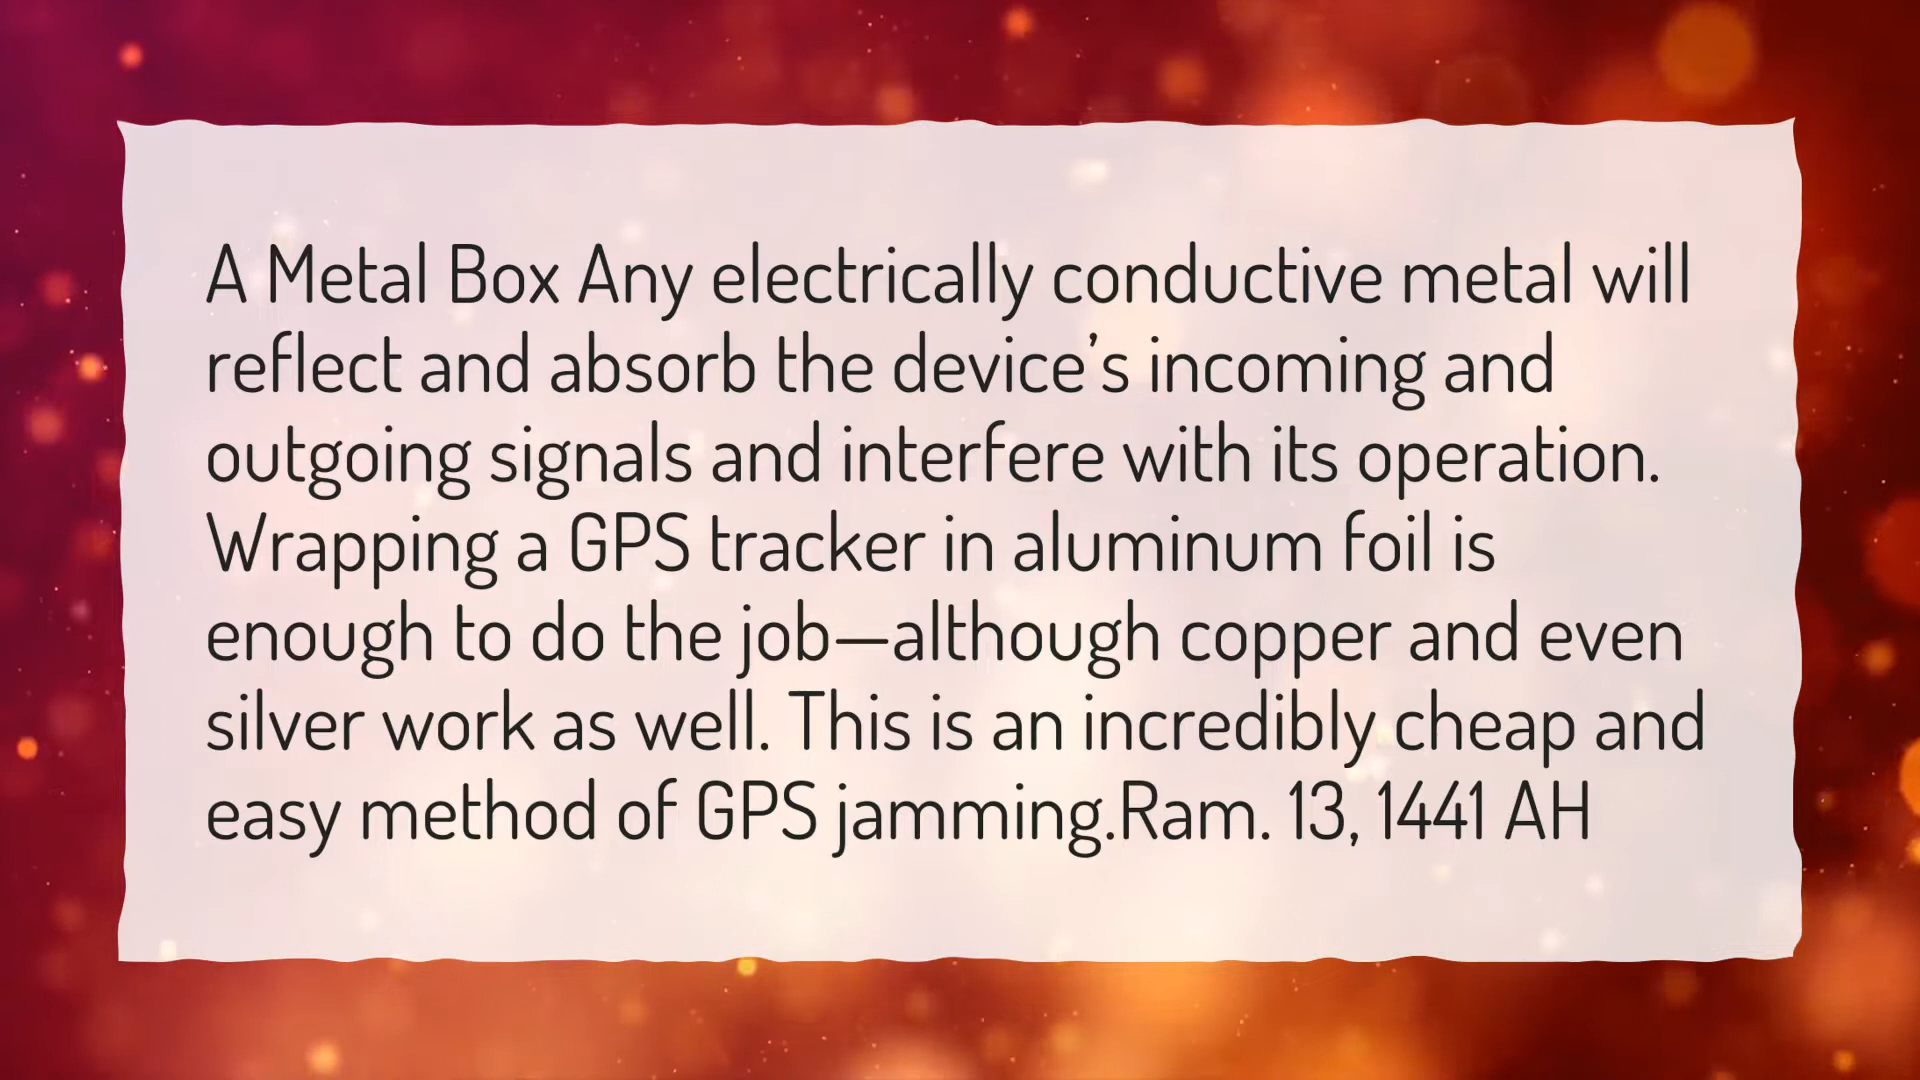 A Metal Box Any electrically conductive metal will
reflect and absorb the device’s incoming and
outgoing signals and interfere with its operation.
Wrapping a GPS tracker in aluminum foil is
enough to do the job—although copper and even
silver work as well. This is an incredibly cheap and
easy method of GPS jamming.Ram. 13, 1441 AH